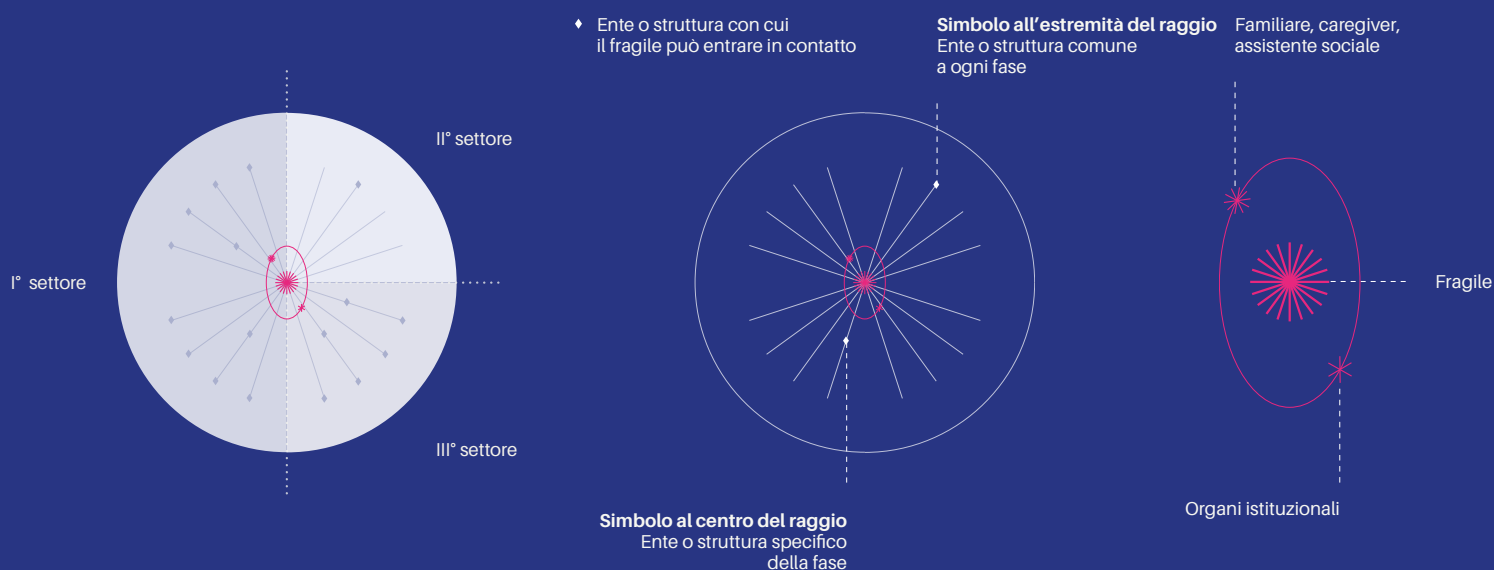 Ente o struttura con cui
il fragile può entrare in contatto
Simbolo all’estremità del raggio
Ente o struttura comune
a ogni fase
Familiare, caregiver,
assistente sociale
II° settore
I° settore
III° settore
Fragile
Simbolo al centro del raggio
Ente o struttura specifico
della fase
Organi istituzionali